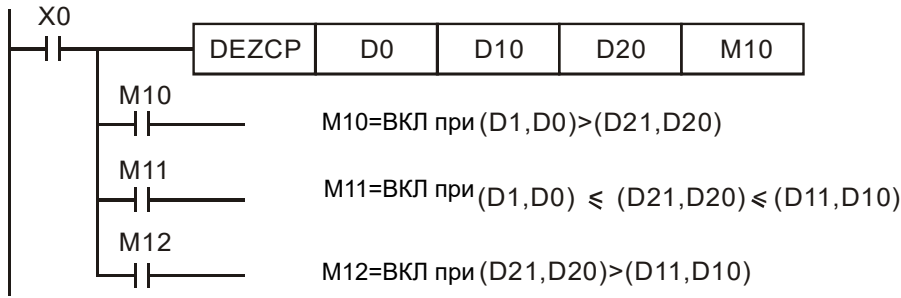 X0
DEZCP D0 D10 D20 M10
M10
M10=ВКЛ при (D1,D0)>(D21,D20)
M11
M11=ВКЛ при (D1,D0) ⩽ (D21,D20) ⩽ (D11,D10)
M12
M12=ВКЛ при (D21,D20)>(D11,D10)